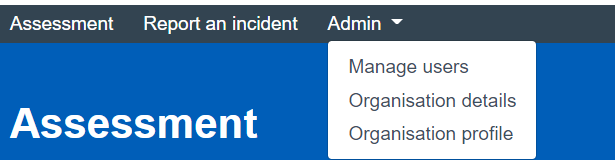 Assessment Report an incident Admin
Manage users
Organisation details
Organisation profile
Assessment